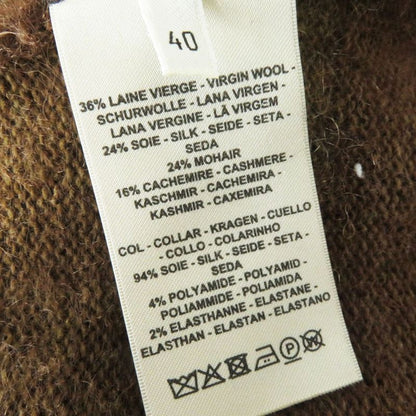 40
36% LAINE VIERGE - VIRGIN WOOL -
SCHURWOLLE - LANA VIRGEN -
LANA VERGINE - LÃ VIRGEM
24% SOIE - SILK - SEIDE - SETA -
SEDA
24% MOHAIR
16% CACHEMIRE - CASHMERE -
KASCHMIR - CACHEMIRA -
KASHMIR - CAXEMIRA
COL - COLLAR - KRAGEN - CUELLO
- COLLO - COLARINHO
94% SOIE - SILK - SEIDE - SETA -
SEDA
4% POLYAMIDE - POLYAMID -
POLIAMMIDE - POLIAMIDA
2% ELASTHANNE - ELASTANE -
ELASTHAN - ELASTAN - ELASTANO
P